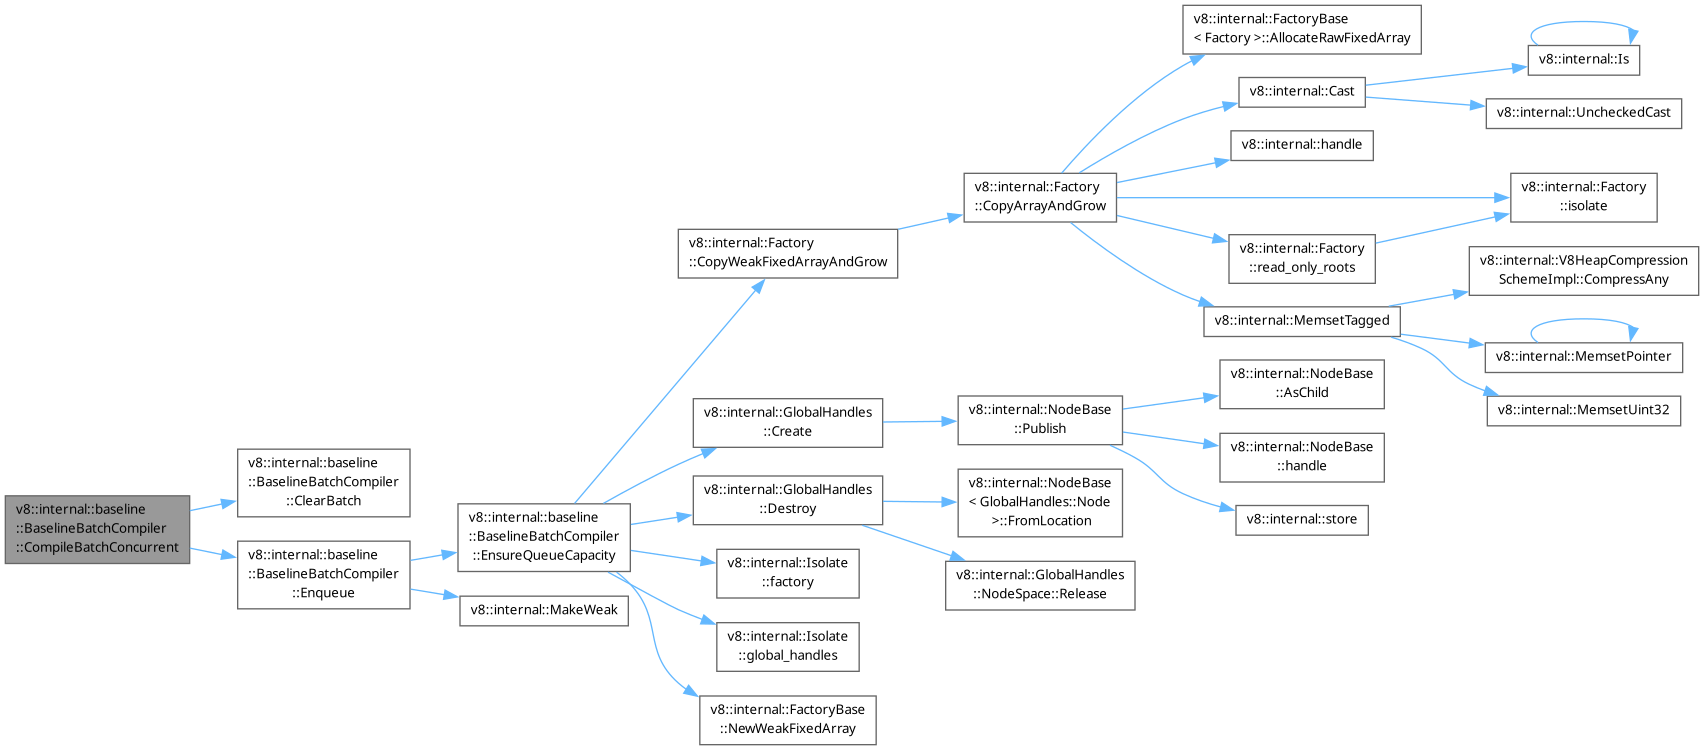 v8::internal::baseline
::BaselineBatchCompiler
::CompileBatchConcurrent
v8::internal::baseline
::BaselineBatchCompiler
::ClearBatch
v8::internal::baseline
::BaselineBatchCompiler
::Enqueue
v8::internal::baseline
::BaselineBatchCompiler
::EnsureQueueCapacity
v8::internal::MakeWeak
v8::internal::Factory
::CopyWeakFixedArrayAndGrow
v8::internal::GlobalHandles
::Create
v8::internal::GlobalHandles
::Destroy
v8::internal::Isolate
::factory
v8::internal::Isolate
::global_handles
v8::internal::FactoryBase
::NewWeakFixedArray
v8::internal::Factory
::CopyArrayAndGrow
v8::internal::NodeBase
::Publish
v8::internal::NodeBase
< GlobalHandles::Node
>::FromLocation
v8::internal::GlobalHandles
::NodeSpace::Release
v8::internal::FactoryBase
< Factory >::AllocateRawFixedArray
v8::internal::Cast
v8::internal::handle
v8::internal::Factory
::read_only_roots
v8::internal::MemsetTagged
v8::internal::NodeBase
::AsChild
v8::internal::NodeBase
::handle
v8::internal::store
v8::internal::Is
v8::internal::UncheckedCast
v8::internal::Factory
::isolate
v8::internal::V8HeapCompression
SchemeImpl::CompressAny
v8::internal::MemsetPointer
v8::internal::MemsetUint32